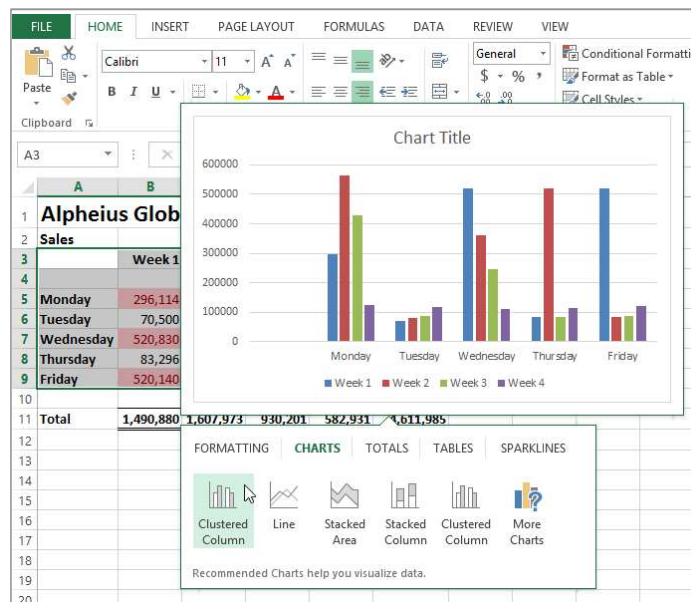 FILE HOME INSERT PAGE LAYOUT FORMULAS DATA REVIEW VIEW
Calibri 11 A A General Conditional Formatti
Paste B I U A $ % , Format as Table
Cell Styles
Clipboard
A3
Chart Title
600000
500000
400000
300000
200000
100000
0
Monday Tuesday Wednesday Thursday Friday
Week 1 Week 2 Week 3 Week 4
A B
1 Alpheius Glob
2 Sales
3 Week 1
4
5 Monday 296,114
6 Tuesday 70,500
7 Wednesday 520,830
8 Thursday 83,296
9 Friday 520,140
10
11 Total 1,490,880 1,607,973 930,201 582,931 4,611,985
12
13
14
15
16
17
18
19
20
FORMATTING CHARTS TOTALS TABLES SPARKLINES
Clustered Line Stacked Stacked Clustered More
Column Area Column Column Charts
Recommended Charts help you visualize data.